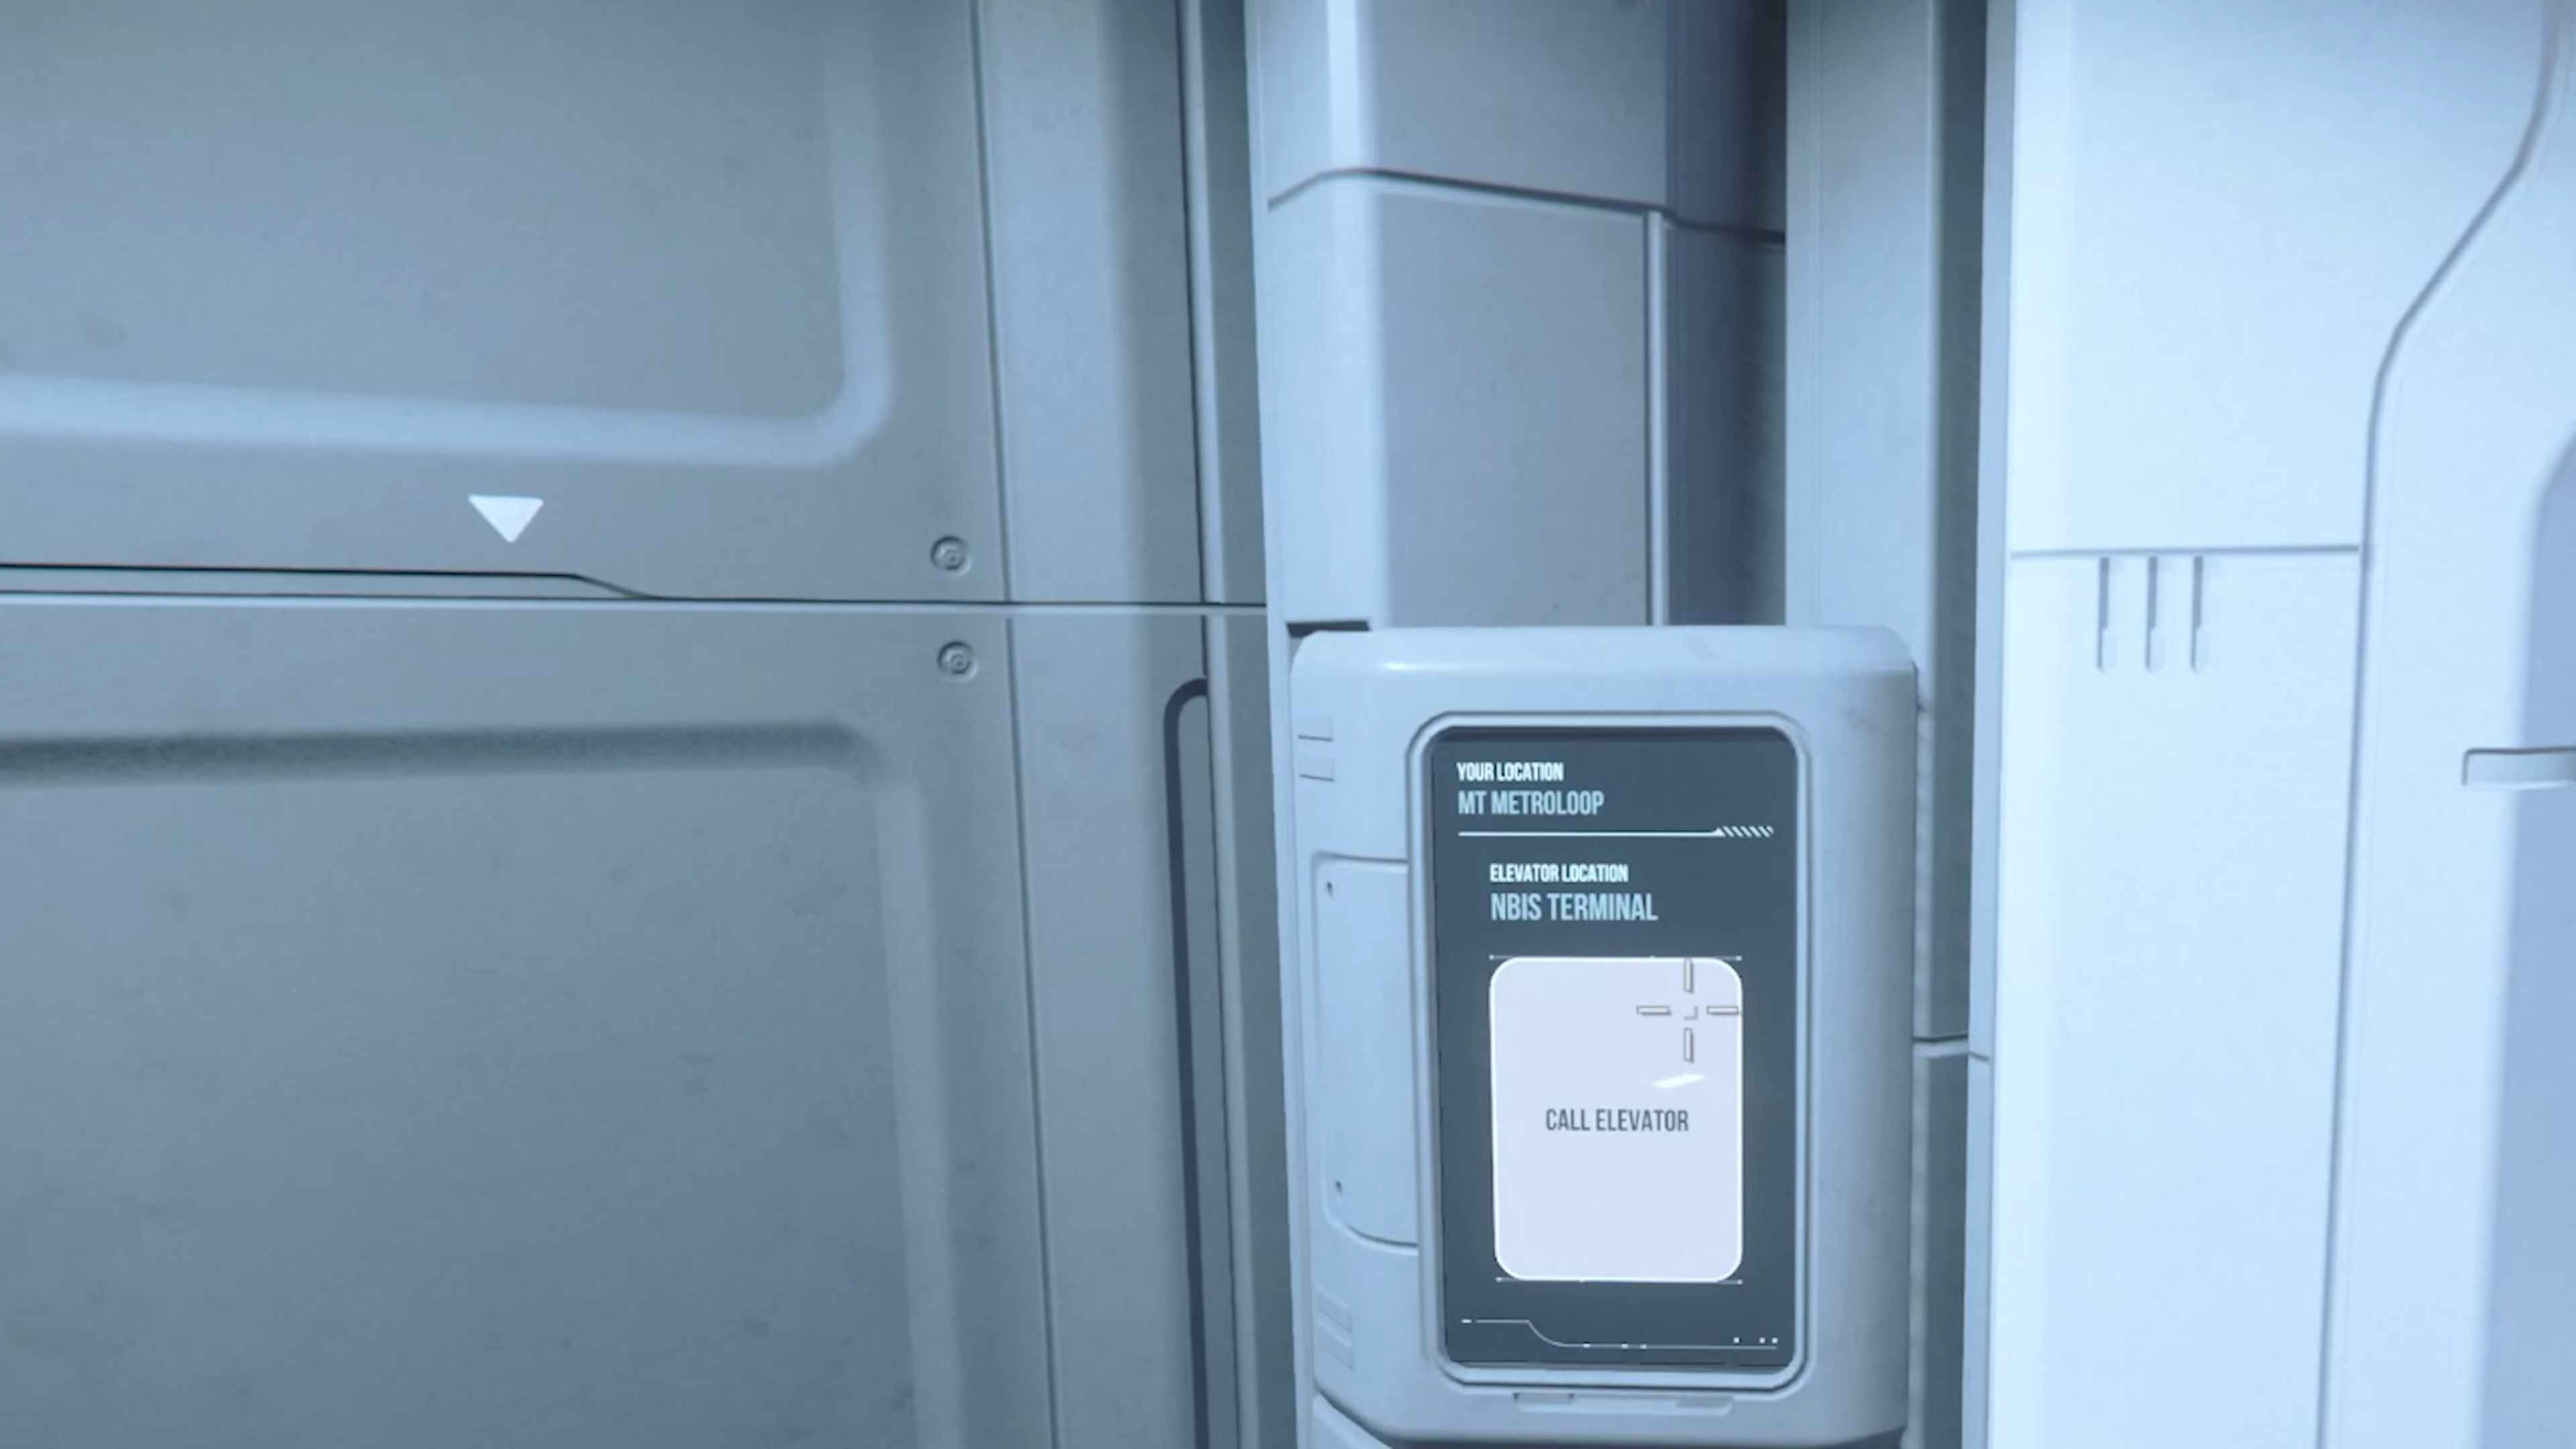 YOUR LOCATION
MT METROLOOP
ELEVATOR LOCATION
NBIS TERMINAL
CALL ELEVATOR